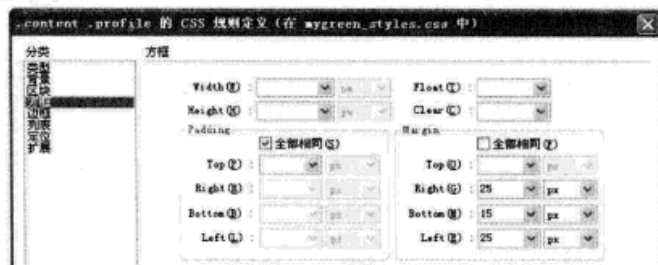 .content .profile 的 CSS 规则定义(在 mygreen_styles.css 中)
分类 方框
类型
背景
区块
方框
边框
列表
定位
扩展
Width(W) : px Float(T) :
Height(H) : px Clear(C) :
Padding Margin
全部相同(S) 全部相同(F)
Top(P) : px Top(O) : px
Right(R) : px Right(G) : 25 px
Bottom(B) : px Bottom(M) : 15 px
Left(L) : px Left(E) : 25 px